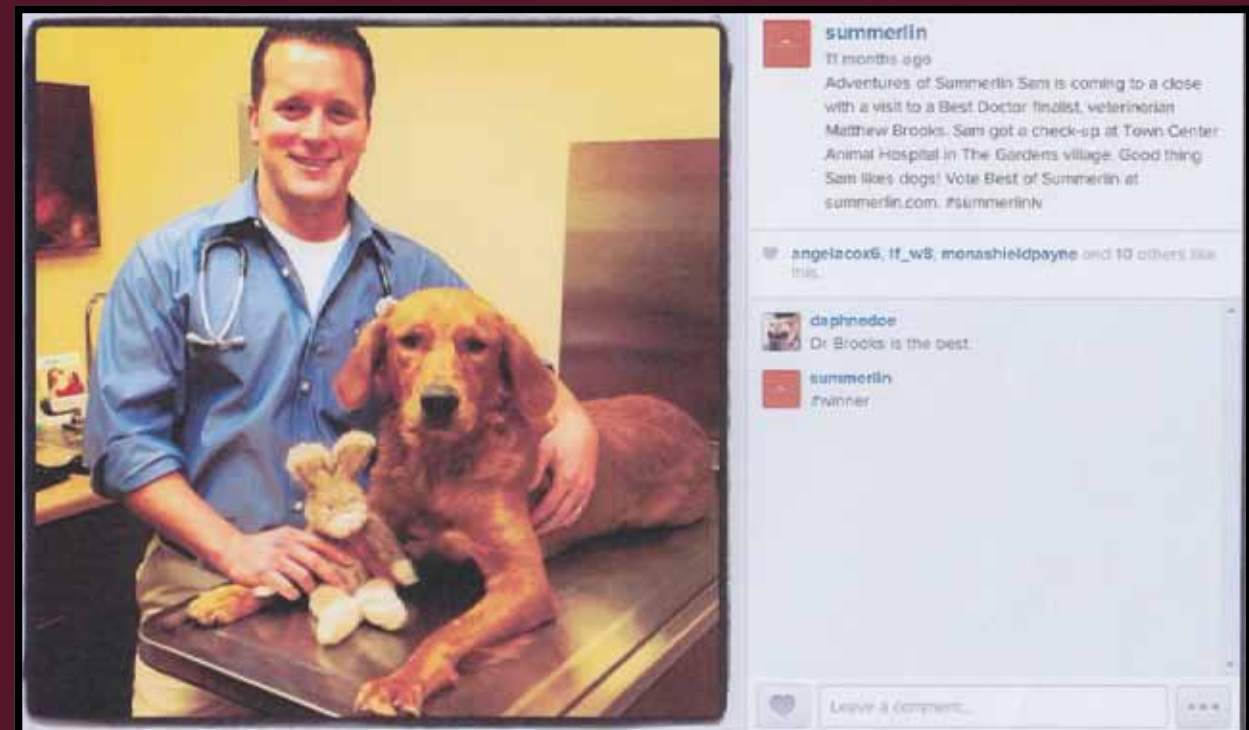 summerlin
11 months ago
Adventures of Summerlin Sam is coming to a close
with a visit to a Best Doctor finalist, veterinarian
Matthew Brooks. Sam got a check-up at Town Center
Animal Hospital in The Gardens village. Good thing
Sam likes dogs! Vote Best of Summerlin at
summerlin.com. #summerlinlv
angelacox6, lf_w8, monashieldpayne and 10 others like
this.
daphnedoe
Dr Brooks is the best.
summerlin
#winner
Leave a comment...